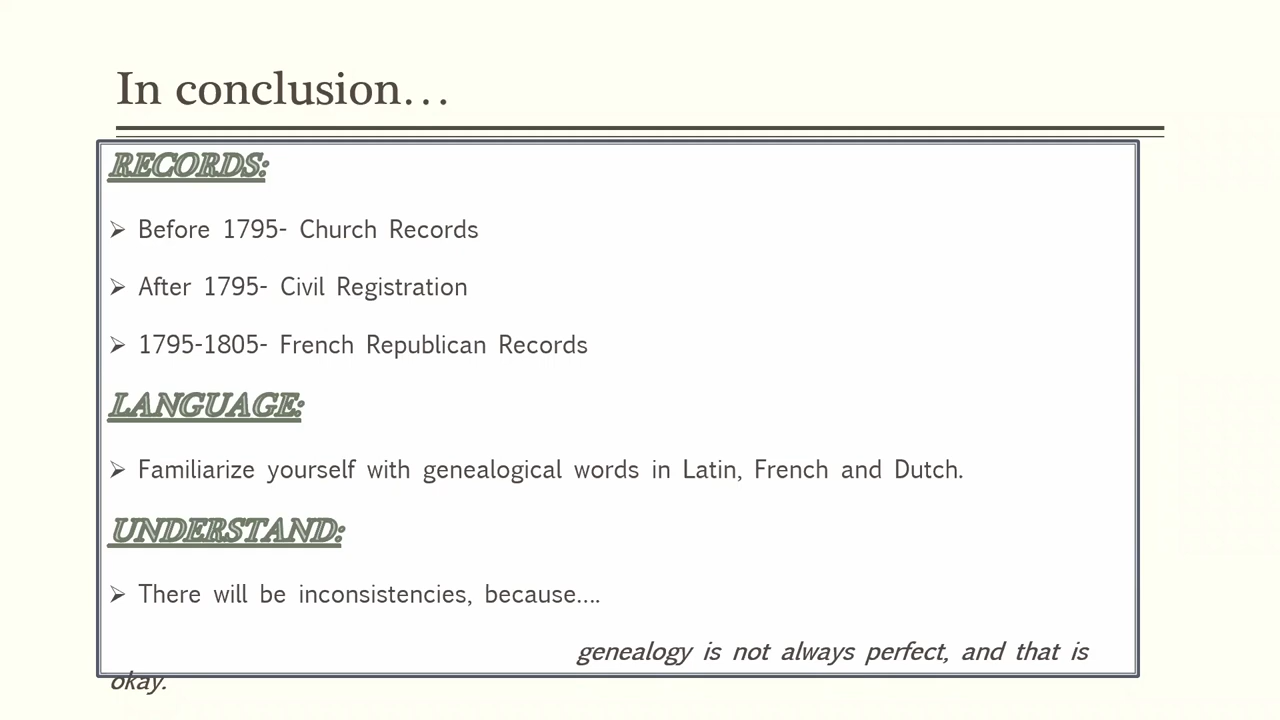 In conclusion…
RECORDS:
➢ Before 1795- Church Records
➢ After 1795- Civil Registration
➢ 1795-1805- French Republican Records
LANGUAGE:
➢ Familiarize yourself with genealogical words in Latin, French and Dutch.
UNDERSTAND:
➢ There will be inconsistencies, because….
genealogy is not always perfect, and that is
okay.